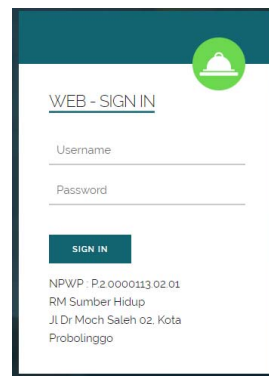 WEB - SIGN IN
Username
Password
SIGN IN
NPWP : P.2.0000113.02.01
RM Sumber Hidup
Jl Dr Moch Saleh 02, Kota
Probolinggo